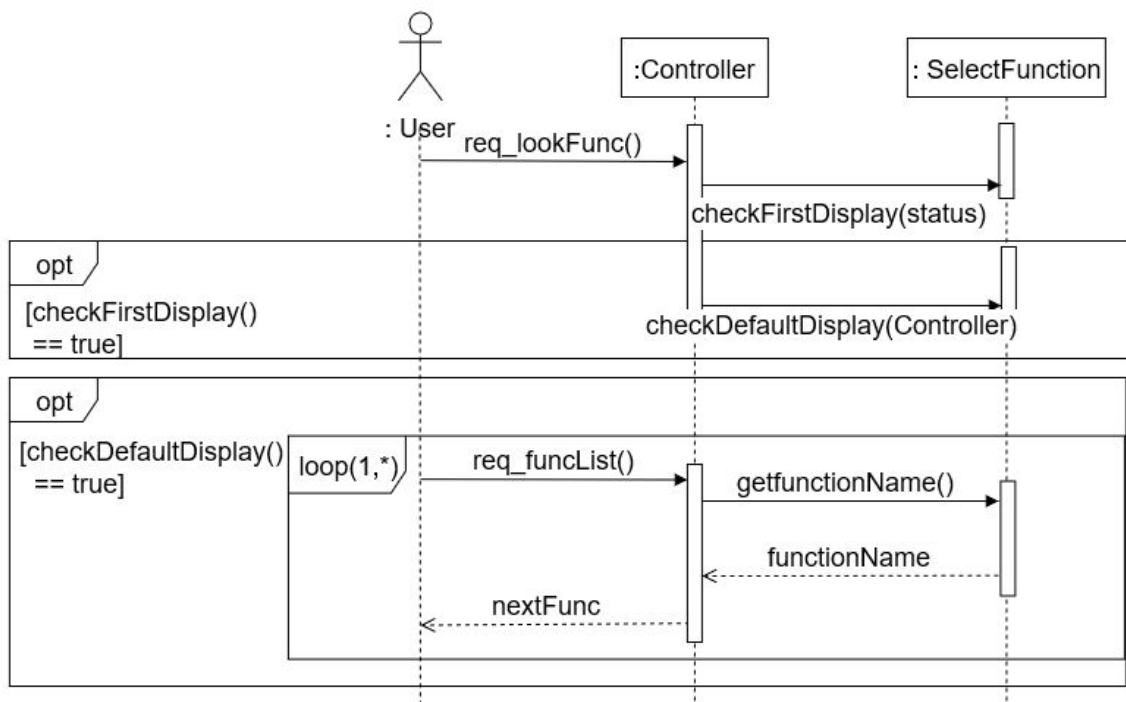 :Controller
: SelectFunction
: User
req_lookFunc()
checkFirstDisplay(status)
opt
[checkFirstDisplay()
== true]
checkDefaultDisplay(Controller)
opt
[checkDefaultDisplay()
== true]
loop(1,*)
req_funcList()
getfunctionName()
functionName
nextFunc